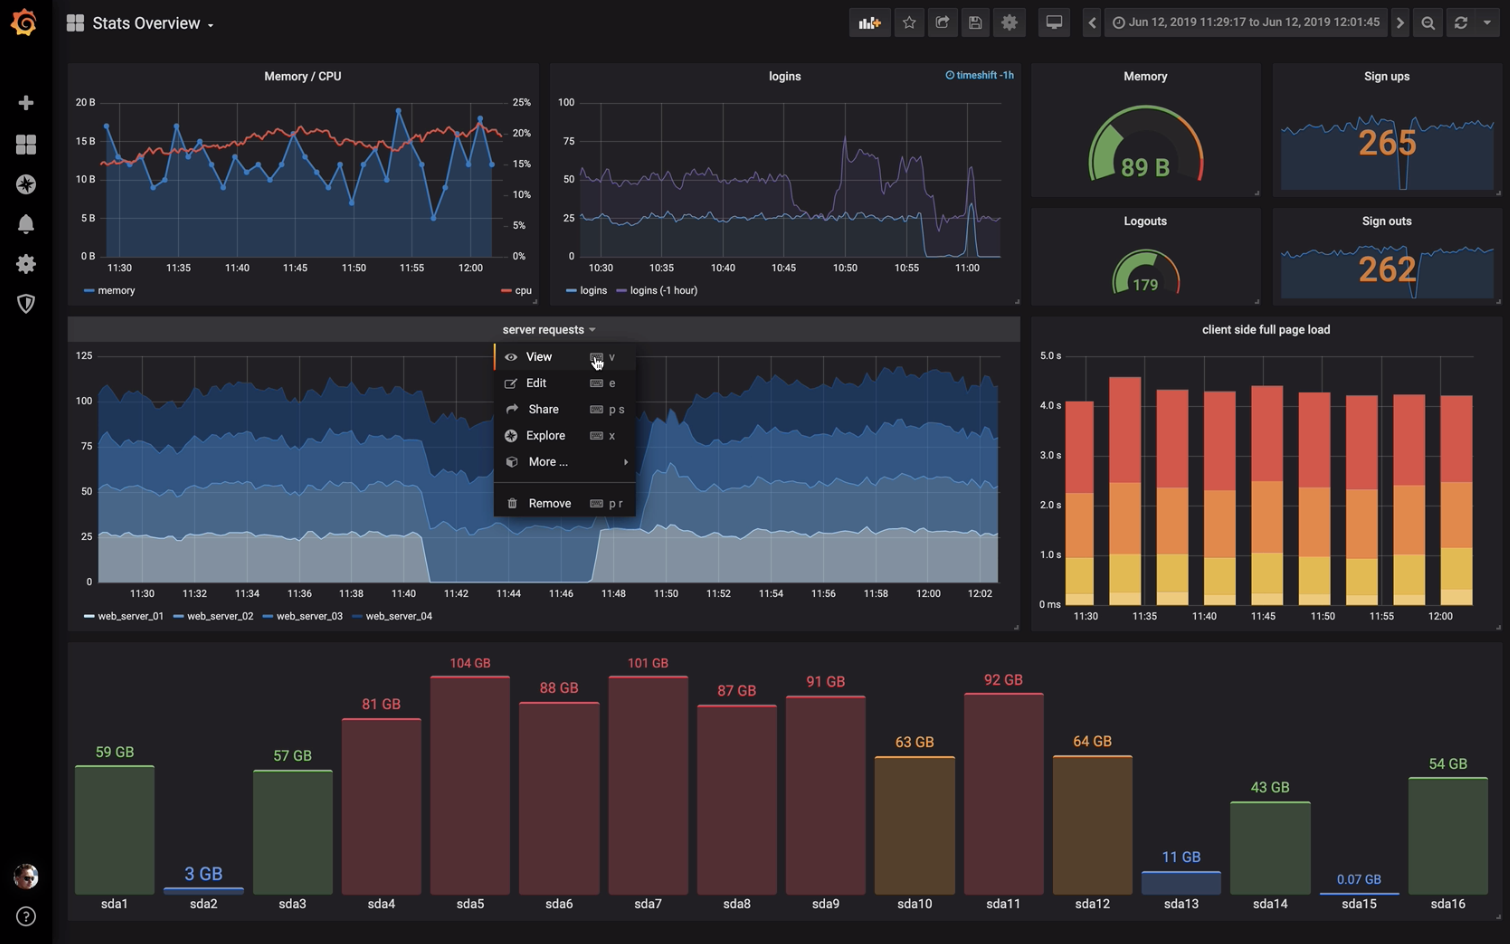 Stats Overview
Jun 12, 2019 11:29:17 to Jun 12, 2019 12:01:45
Memory / CPU
20 B
15 B
10 B
5 B
0 B
25%
20%
15%
10%
5%
0%
11:30 11:35 11:40 11:45 11:50 11:55 12:00
memory
cpu
logins
timeshift -1h
100
75
50
25
0
10:30 10:35 10:40 10:45 10:50 10:55 11:00
logins logins (-1 hour)
Memory
89 B
Sign ups
265
Logouts
179
Sign outs
262
server requests
125
100
75
50
25
0
11:30 11:32 11:34 11:36 11:38 11:40 11:42 11:44 11:46 11:48 11:50 11:52 11:54 11:56 11:58 12:00 12:02
web_server_01 web_server_02 web_server_03 web_server_04
View v
Edit e
Share p s
Explore x
More ...
Remove p r
client side full page load
5.0 s
4.0 s
3.0 s
2.0 s
1.0 s
0 ms
11:30 11:35 11:40 11:45 11:50 11:55 12:00
59 GB 3 GB 57 GB 81 GB 104 GB 88 GB 101 GB 87 GB 91 GB 63 GB 92 GB 64 GB 11 GB 43 GB 0.07 GB 54 GB
sda1 sda2 sda3 sda4 sda5 sda6 sda7 sda8 sda9 sda10 sda11 sda12 sda13 sda14 sda15 sda16